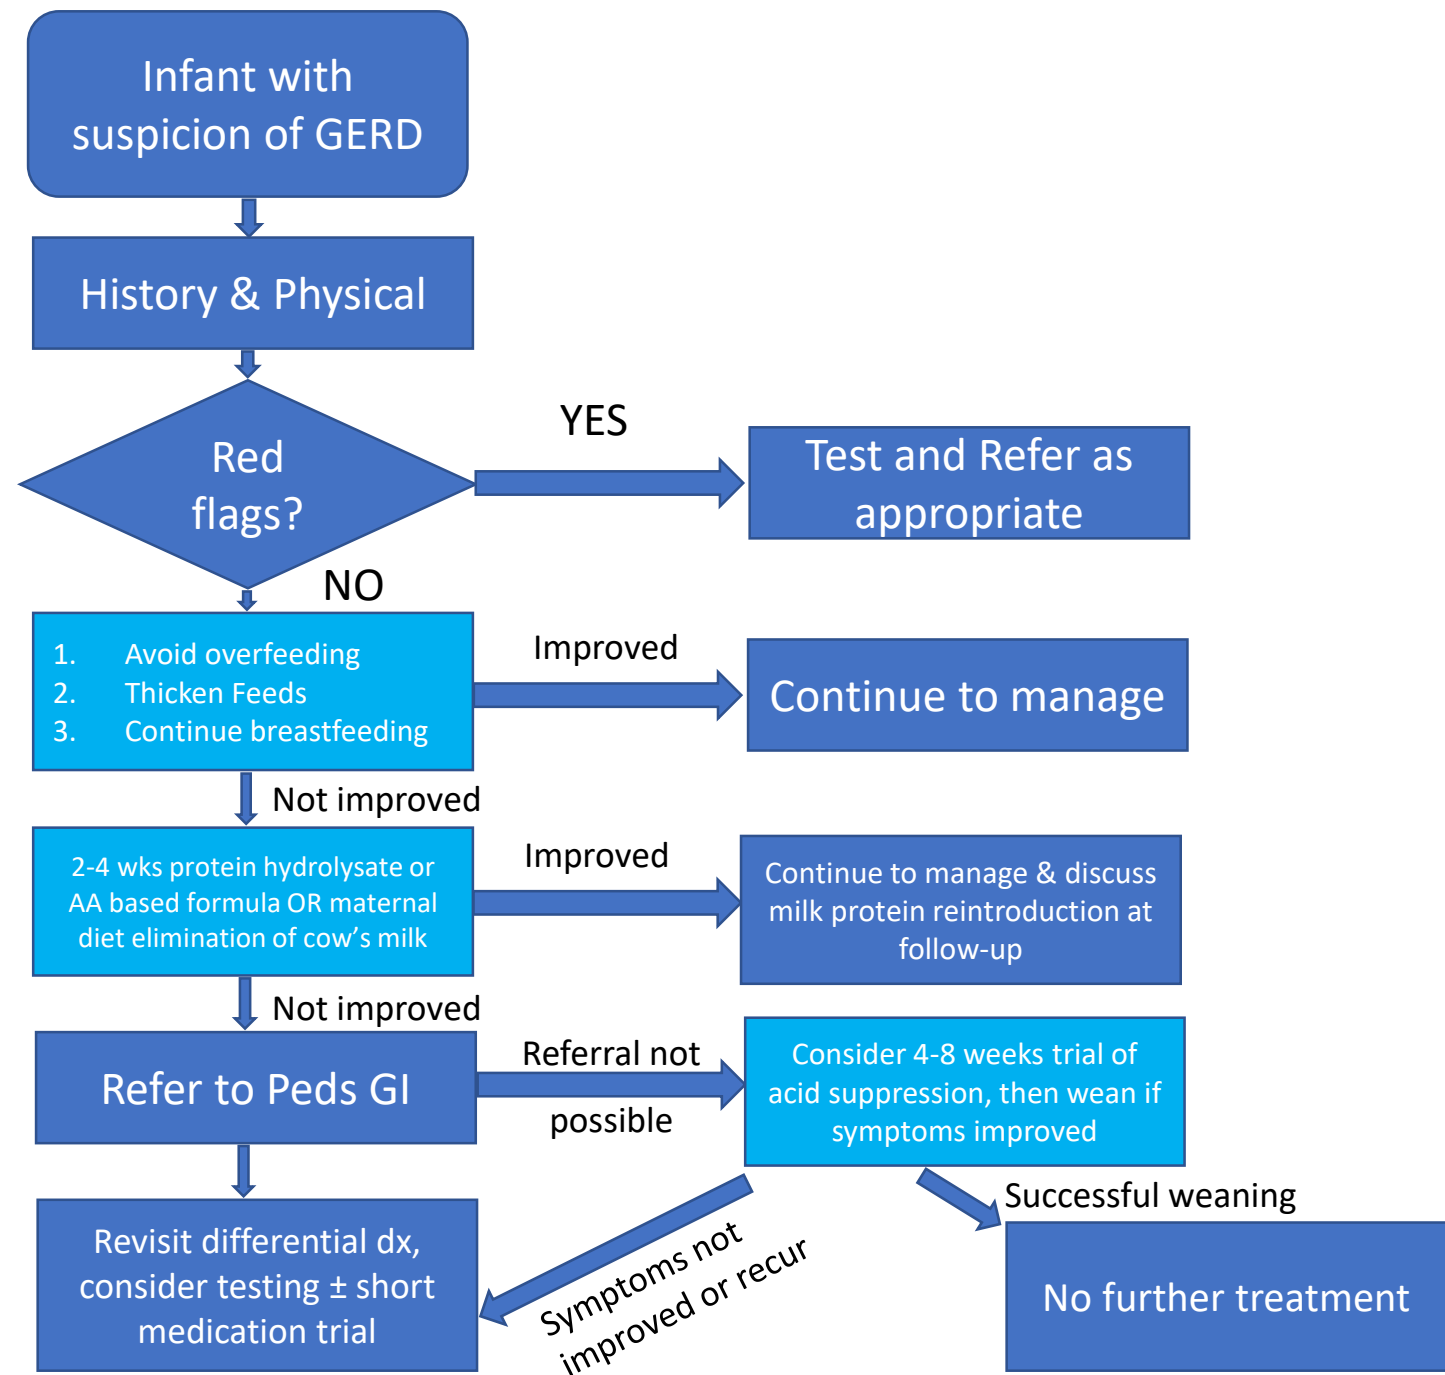 Infant with
suspicion of GERD
History & Physical
Red
flags?
YES
Test and Refer as
appropriate
NO
1. Avoid overfeeding
2. Thicken Feeds
3. Continue breastfeeding
Improved
Continue to manage
Not improved
2-4 wks protein hydrolysate or
AA based formula OR maternal
diet elimination of cow’s milk
Improved
Continue to manage & discuss
milk protein reintroduction at
follow-up
Not improved
Refer to Peds GI
Referral not
possible
Consider 4-8 weeks trial of
acid suppression, then wean if
symptoms improved
Successful weaning
No further treatment
Symptoms not
improved or recur
Revisit differential dx,
consider testing ± short
medication trial